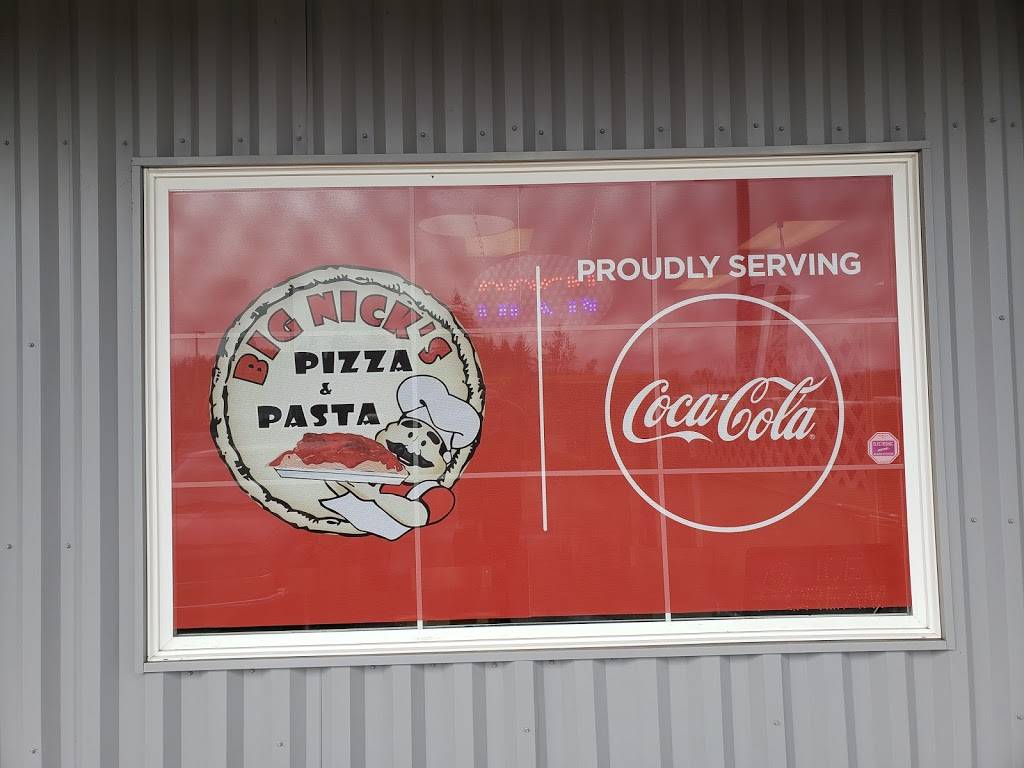 BIG NICK'S
PIZZA
&
PASTA
PROUDLY SERVING
Coca-Cola